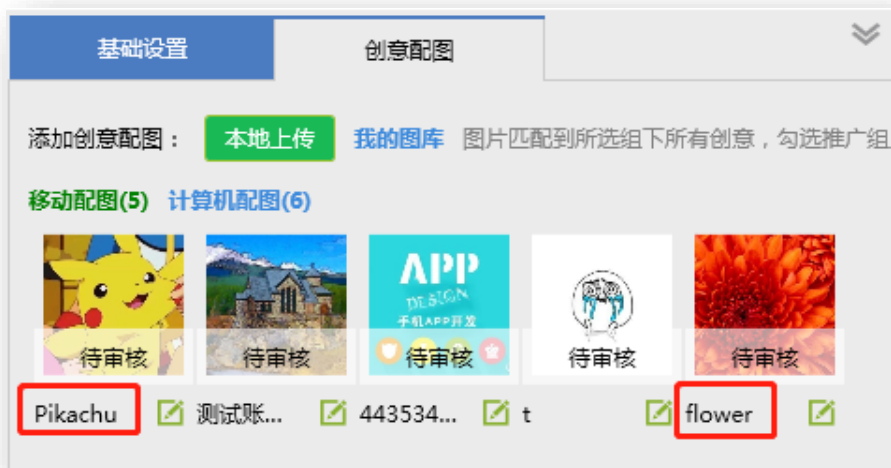 基础设置 创意配图
添加创意配图： 本地上传 我的图库 图片匹配到所选组下所有创意，勾选推广组
移动配图(5) 计算机配图(6)
APP
DESIGN
手机APP开发
待审核 待审核 待审核 待审核 待审核
Pikachu 测试账... 443534... t flower